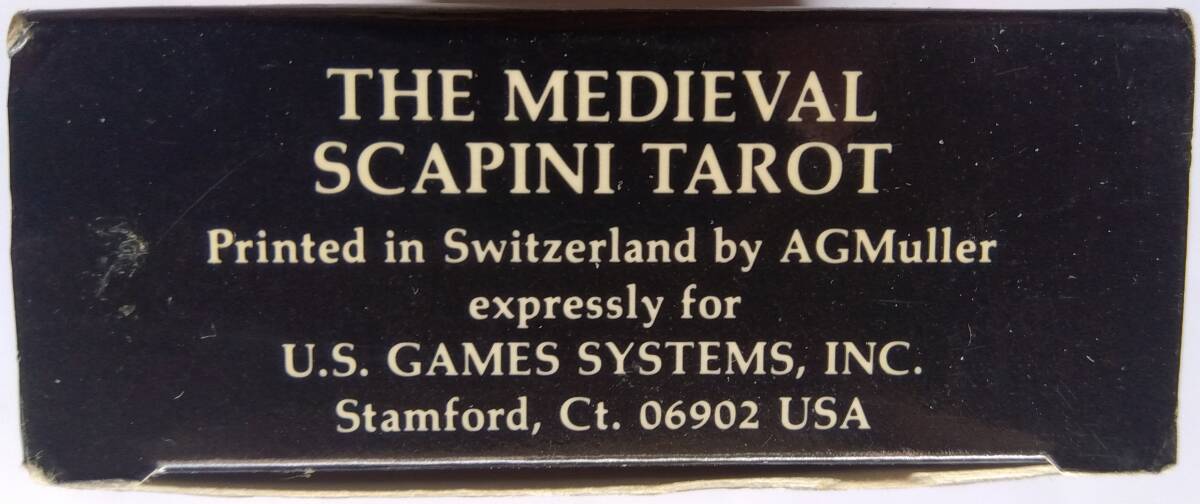 THE MEDIEVAL
SCAPINI TAROT
Printed in Switzerland by AGMuller
expressly for
U.S. GAMES SYSTEMS, INC.
Stamford, Ct. 06902 USA